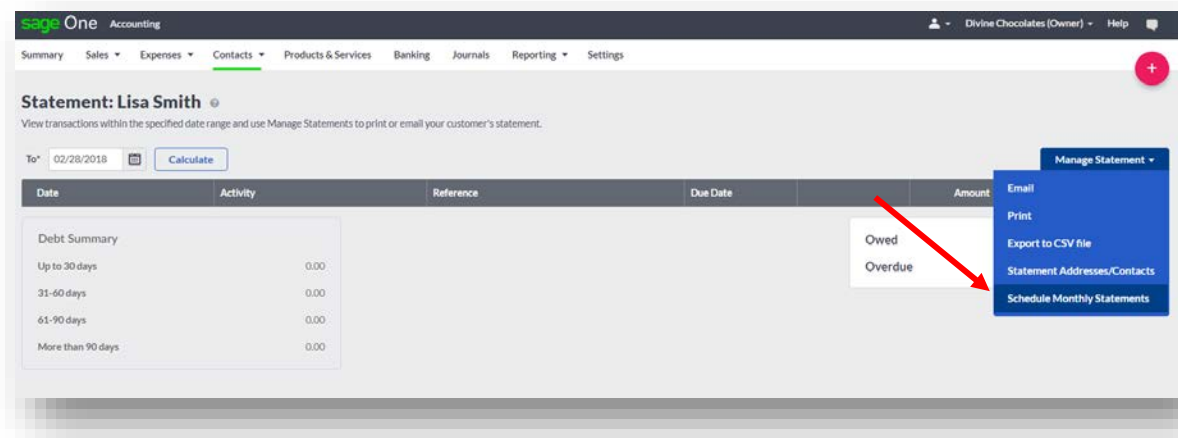 sage One Accounting Divine Chocolates (Owner) Help
Summary Sales Expenses Contacts Products & Services Banking Journals Reporting Settings
+
Statement: Lisa Smith
View transactions within the specified date range and use Manage Statements to print or email your customer's statement.
To* 02/28/2018 Calculate Manage Statement
Date Activity Reference Due Date Amount
Email
Print
Export to CSV file
Statement Addresses/Contacts
Schedule Monthly Statements
Debt Summary
Up to 30 days 0.00
31-60 days 0.00
61-90 days 0.00
More than 90 days 0.00
Owed
Overdue